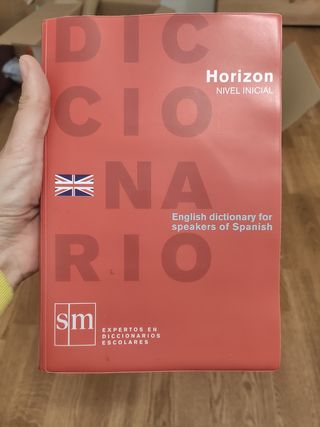 DIC
CIO
NA
RIO
Horizon
NIVEL INICIAL
English dictionary for
speakers of Spanish
sm
EXPERTOS EN
DICCIONARIOS
ESCOLARES